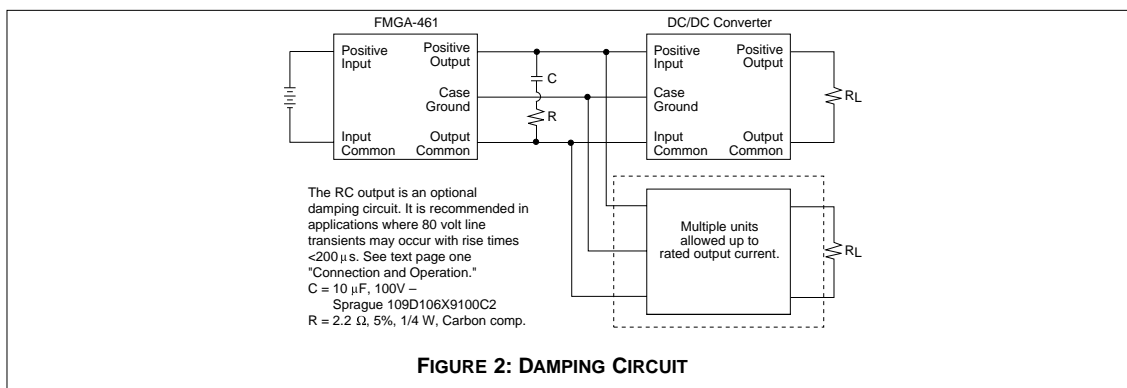 FMGA-461
DC/DC Converter
Positive
Input
Positive
Output
Case
Ground
Input
Common
Output
Common
C
R
Positive
Input
Positive
Output
Case
Ground
Input
Common
Output
Common
RL
The RC output is an optional
damping circuit. It is recommended in
applications where 80 volt line
transients may occur with rise times
<200 µs. See text page one
"Connection and Operation."
C = 10 µF, 100V –
Sprague 109D106X9100C2
R = 2.2 Ω, 5%, 1/4 W, Carbon comp.
Multiple units
allowed up to
rated output current.
RL
FIGURE 2: DAMPING CIRCUIT